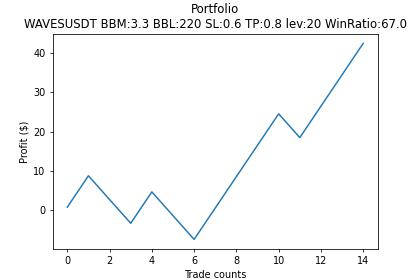 Portfolio
WAVESUSDT BBM:3.3 BBL:220 SL:0.6 TP:0.8 lev:20 WinRatio:67.0
Profit ($)
40
30
20
10
0
0 2 4 6 8 10 12 14
Trade counts